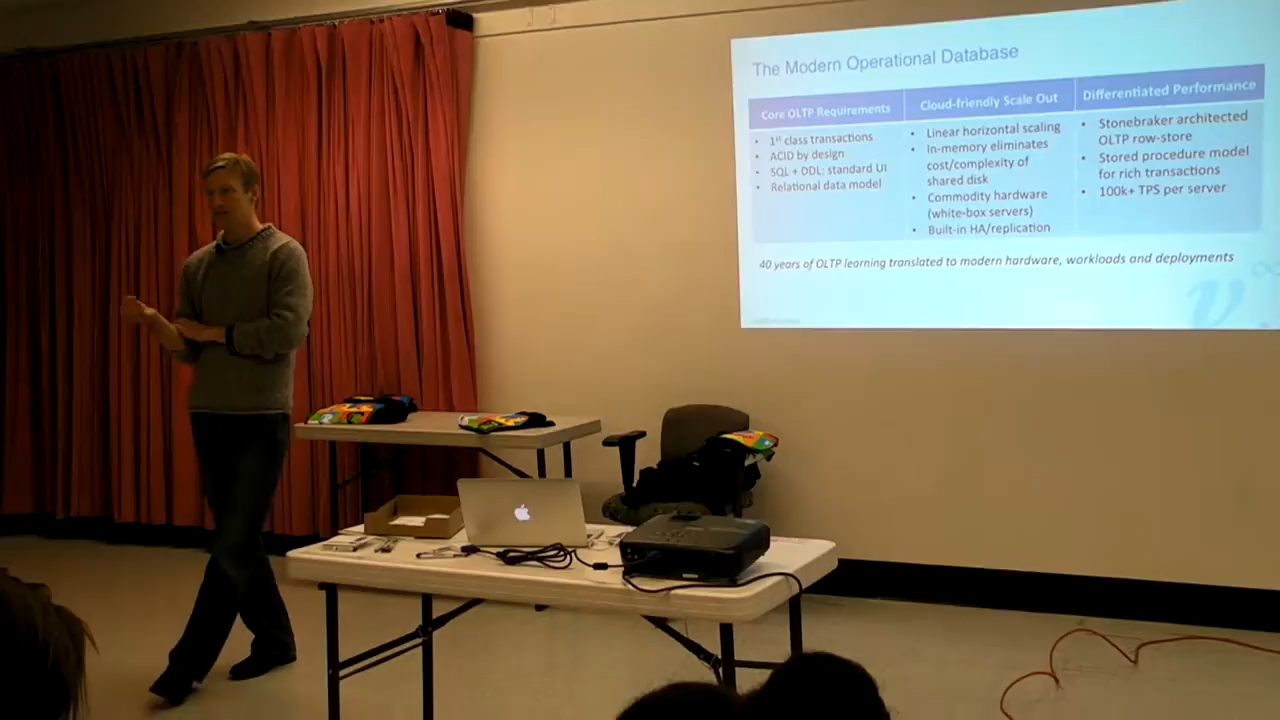 The Modern Operational Database
Core OLTP Requirements
• 1st class transactions
• ACID by design
• SQL + DDL: standard UI
• Relational data model
Cloud-friendly Scale Out
• Linear horizontal scaling
• In-memory eliminates
cost/complexity of
shared disk
• Commodity hardware
(white-box servers)
• Built-in HA/replication
Differentiated Performance
• Stonebraker architected
OLTP row-store
• Stored procedure model
for rich transactions
• 100k+ TPS per server
40 years of OLTP learning translated to modern hardware, workloads and deployments